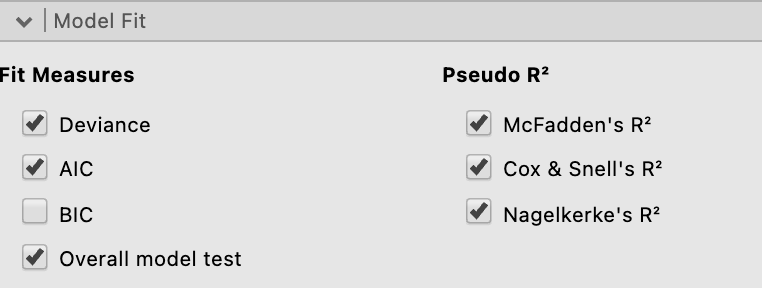 Model Fit
Fit Measures
Deviance
AIC
BIC
Overall model test
Pseudo R²
McFadden's R²
Cox & Snell's R²
Nagelkerke's R²